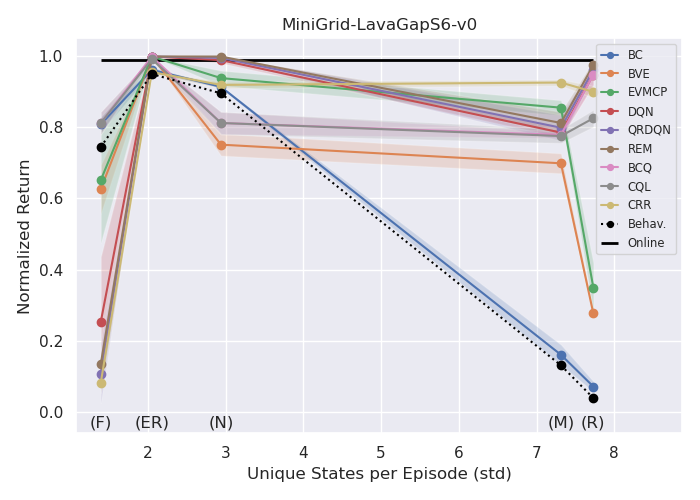 MiniGrid-LavaGapS6-v0
Normalized Return
1.0
0.8
0.6
0.4
0.2
0.0
BC
BVE
EVMCP
DQN
QRDQN
REM
BCQ
CQL
CRR
Behav.
Online
(F) (ER) (N) (M) (R)
2 3 4 5 6 7 8
Unique States per Episode (std)